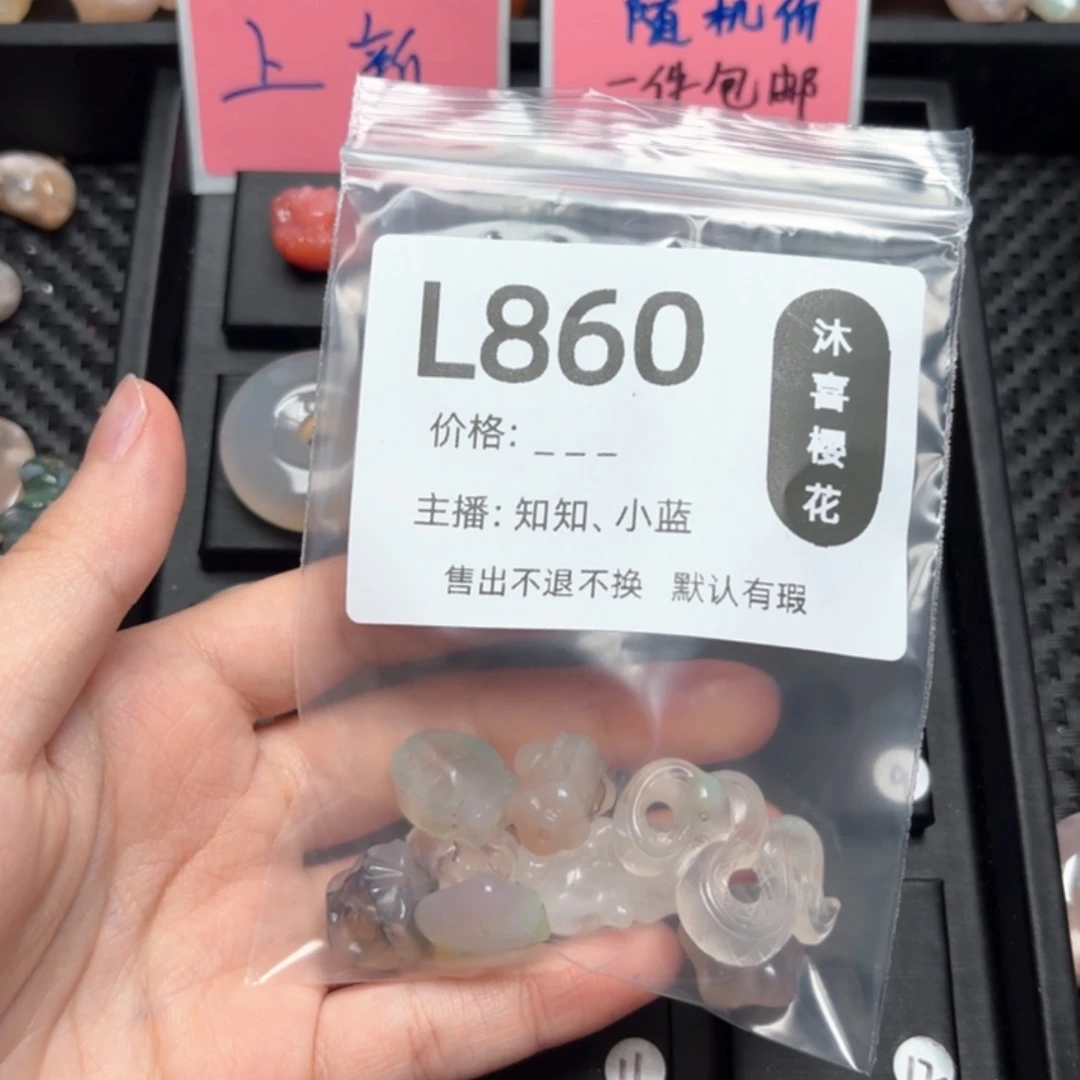 上新
随机价
一件包邮
L860
沐喜樱花
价格: _ _ _
主播: 知知、小蓝
售出不退不换 默认有瑕
11